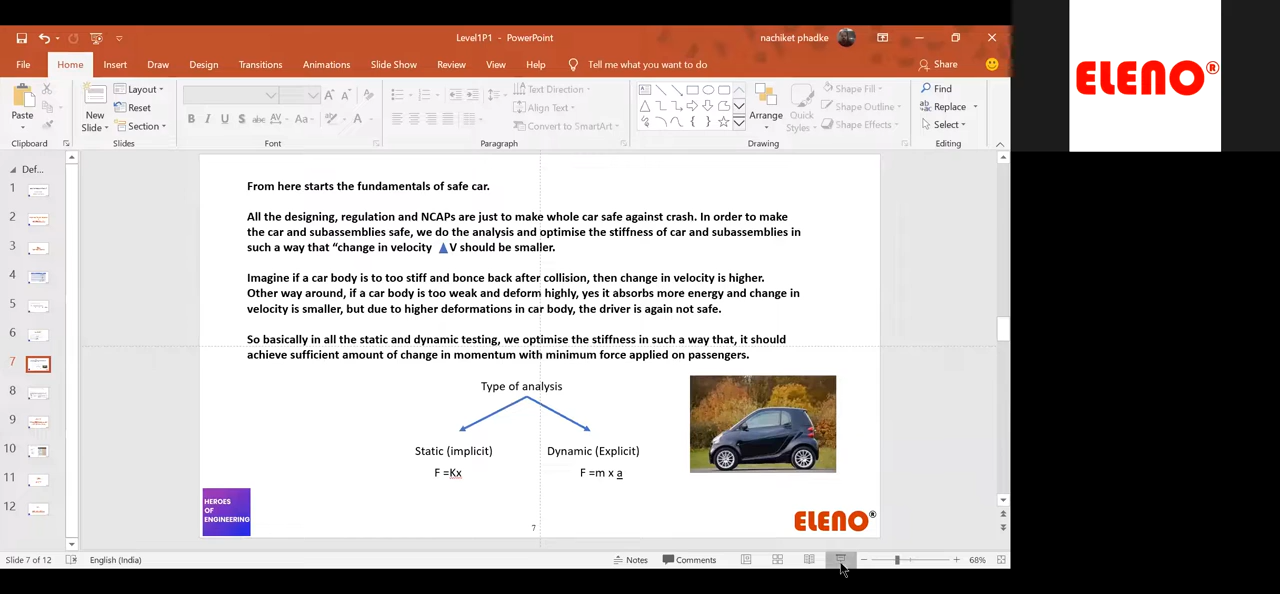 Level1P1 - PowerPoint
nachiket phadke
ELENO®
File Home Insert Draw Design Transitions Animations Slide Show Review View Help Tell me what you want to do Share
Paste
New
Slide
Layout
Reset
Section
B I U S abc AV Aa A
Text Direction
Align Text
Convert to SmartArt
Arrange
Quick
Styles
Shape Fill
Shape Outline
Shape Effects
Find
Replace
Select
Clipboard Slides Font Paragraph Drawing Editing
Def...
1
2
3
4
5
6
7
8
9
10
11
12
From here starts the fundamentals of safe car.
All the designing, regulation and NCAPs are just to make whole car safe against crash. In order to make
the car and subassemblies safe, we do the analysis and optimise the stiffness of car and subassemblies in
such a way that “change in velocity V should be smaller.
Imagine if a car body is to too stiff and bonce back after collision, then change in velocity is higher.
Other way around, if a car body is too weak and deform highly, yes it absorbs more energy and change in
velocity is smaller, but due to higher deformations in car body, the driver is again not safe.
So basically in all the static and dynamic testing, we optimise the stiffness in such a way that, it should
achieve sufficient amount of change in momentum with minimum force applied on passengers.
Type of analysis
Static (implicit) Dynamic (Explicit)
F =Kx F =m x a
HEROES
OF
ENGINEERING
7
ELENO®
Slide 7 of 12 English (India) Notes Comments 68%